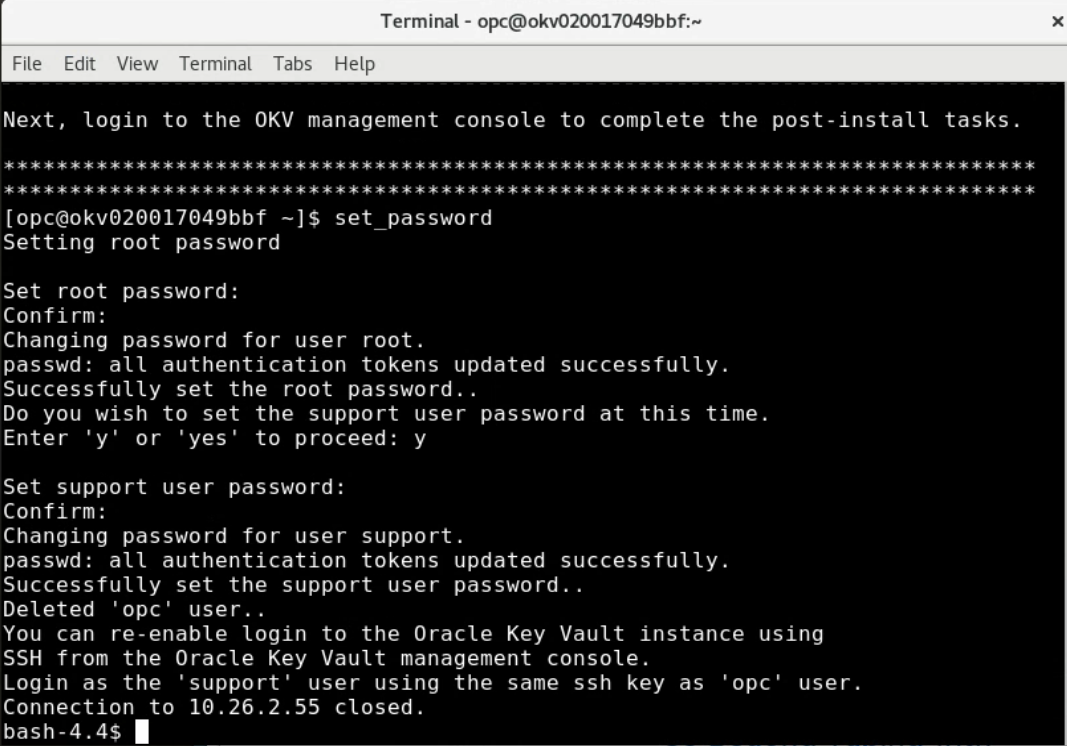 Terminal - opc@okv020017049bbf:~
×
File Edit View Terminal Tabs Help
Next, login to the OKV management console to complete the post-install tasks.
******************************************************************************
******************************************************************************
[opc@okv020017049bbf ~]$ set_password
Setting root password
Set root password:
Confirm:
Changing password for user root.
passwd: all authentication tokens updated successfully.
Successfully set the root password..
Do you wish to set the support user password at this time.
Enter 'y' or 'yes' to proceed: y
Set support user password:
Confirm:
Changing password for user support.
passwd: all authentication tokens updated successfully.
Successfully set the support user password..
Deleted 'opc' user..
You can re-enable login to the Oracle Key Vault instance using
SSH from the Oracle Key Vault management console.
Login as the 'support' user using the same ssh key as 'opc' user.
Connection to 10.26.2.55 closed.
bash-4.4$